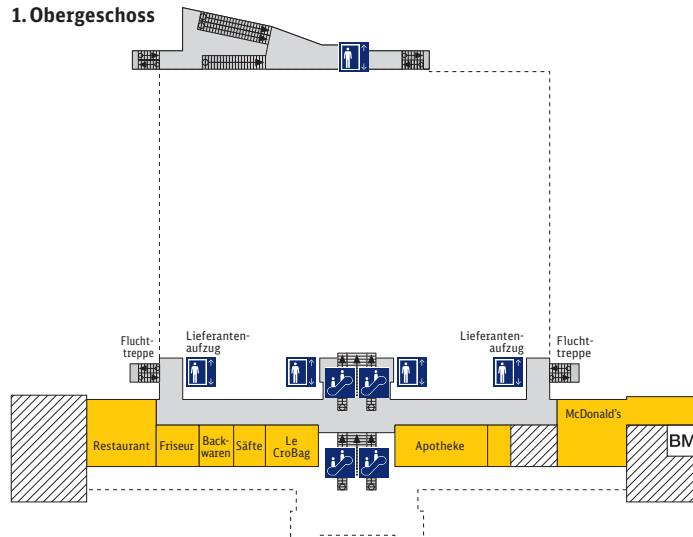 1. Obergeschoss
Flucht-
treppe
Lieferanten-
aufzug
Lieferanten-
aufzug
Flucht-
treppe
McDonald's
Restaurant
Friseur
Back-
waren
Säfte
Le
CroBag
Apotheke
BM